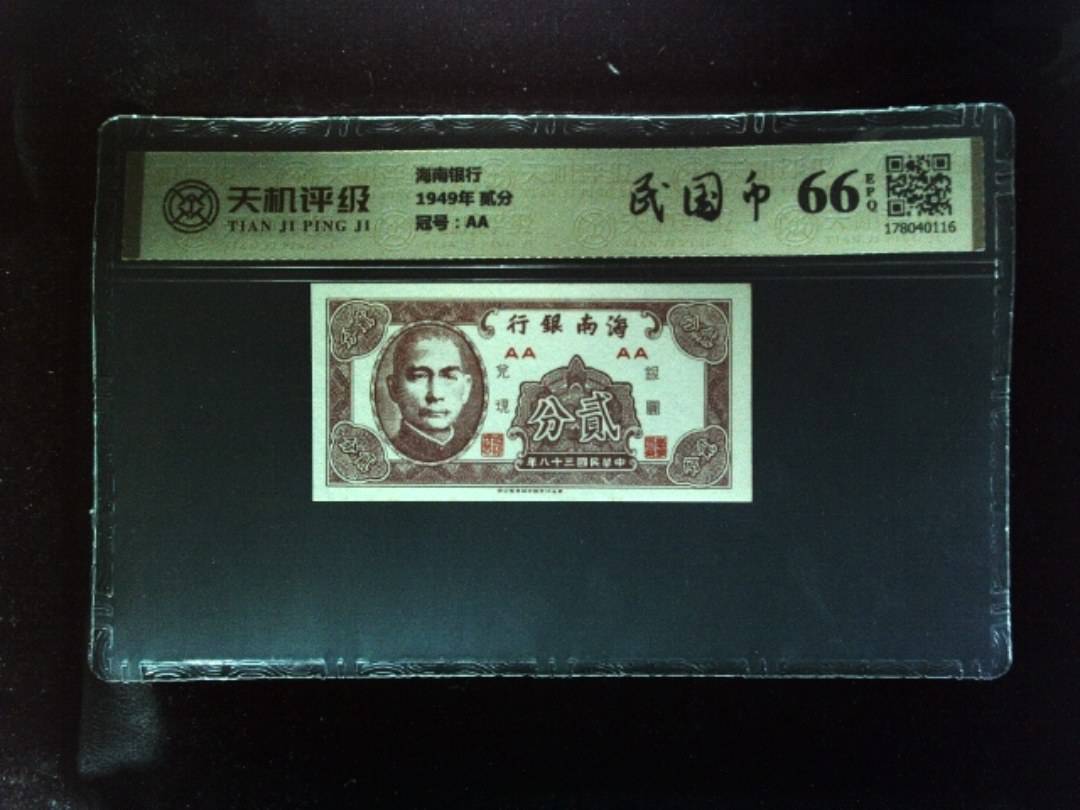 天机评级
TIAN JI PING JI
海南银行
1949年 贰分
冠号：AA
民国币
66
EPQ
178040116
行銀南海
AA AA
兌現
銀圓
分貳
年八十三國民華中